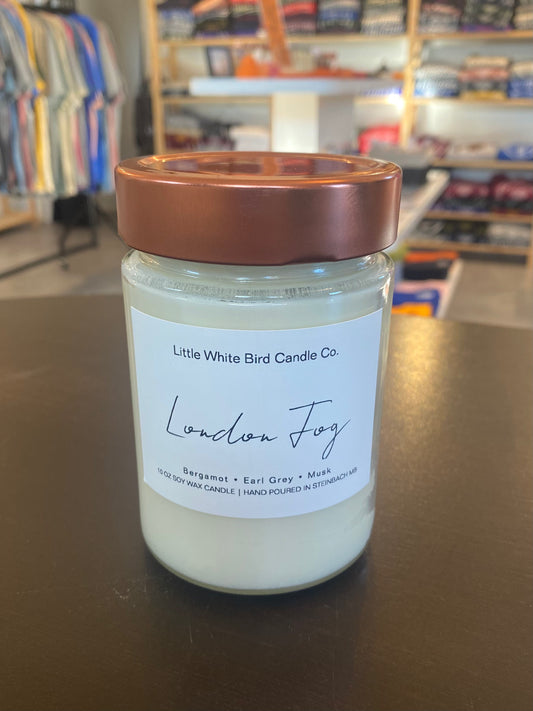 Little White Bird Candle Co.
London Fog
Bergamot • Earl Grey • Musk
10 OZ SOY WAX CANDLE | HAND POURED IN STEINBACH MB